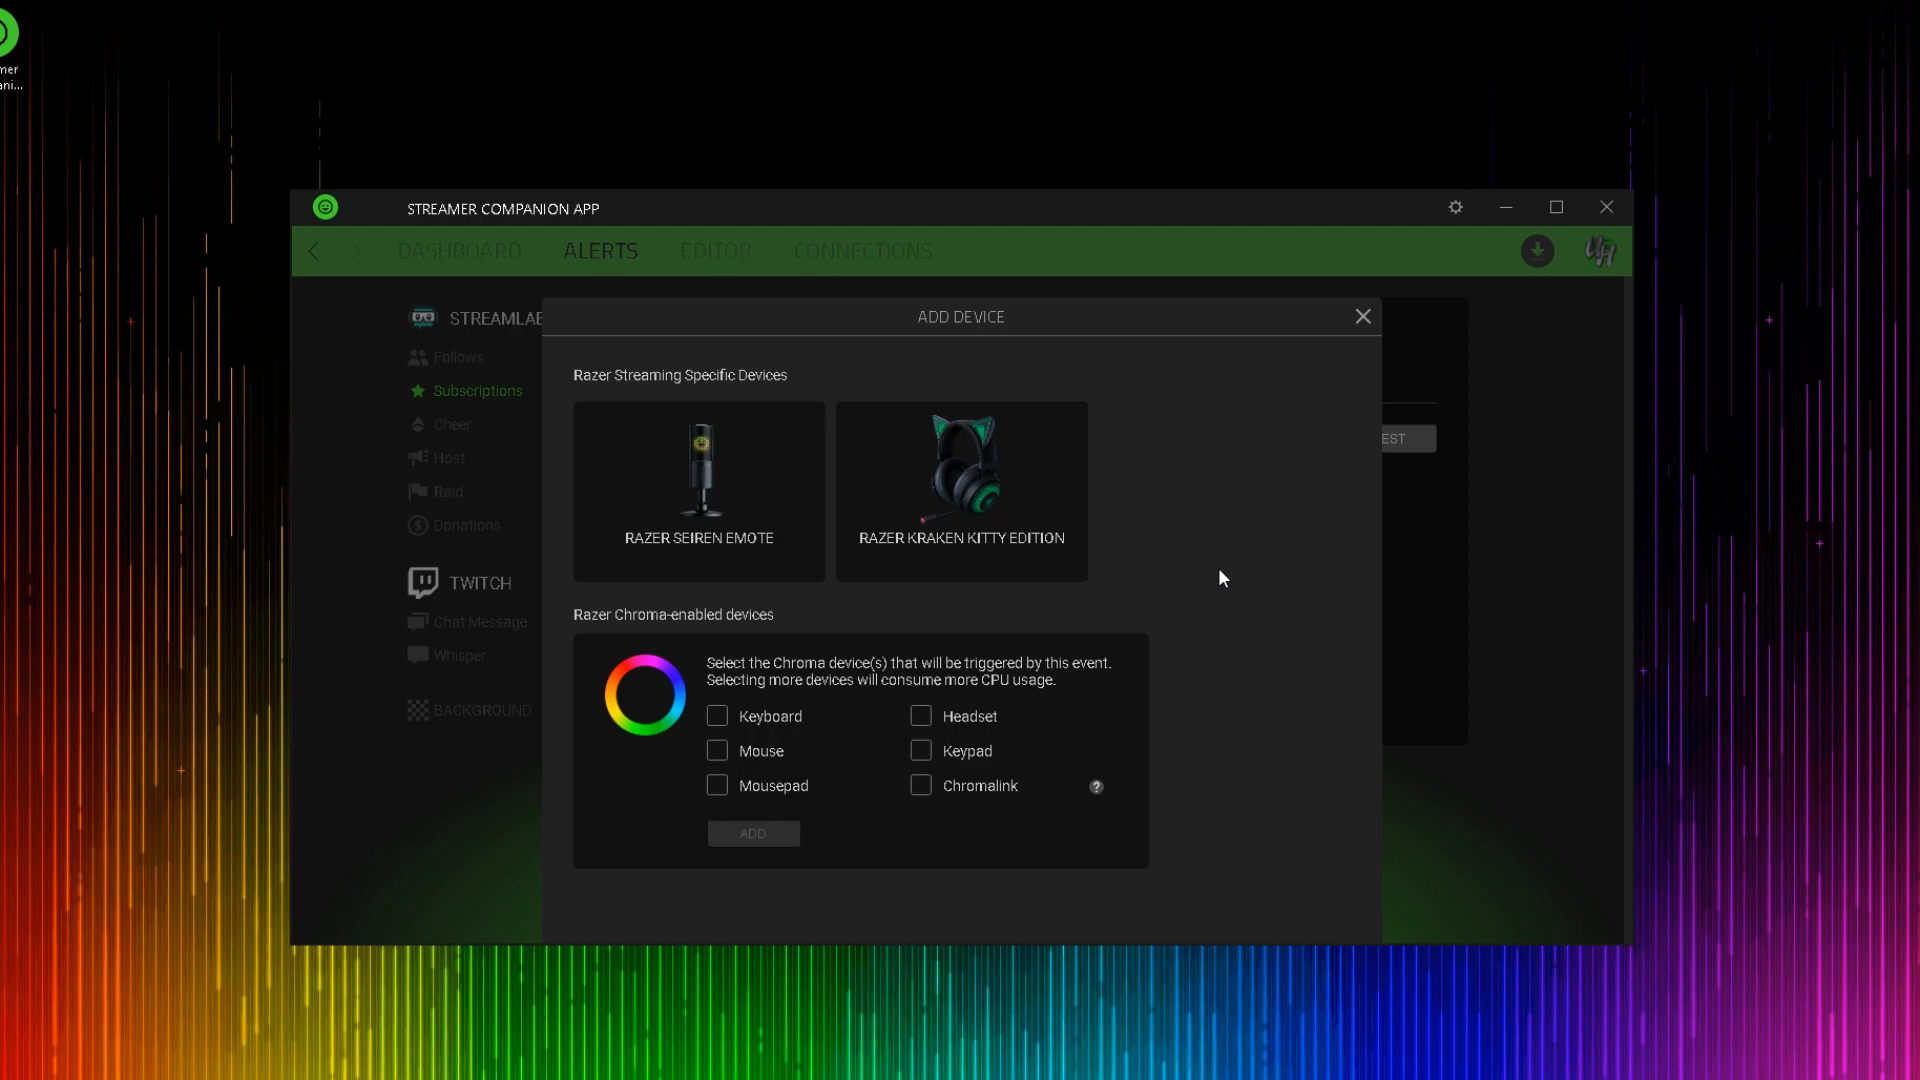 mer
ani...
STREAMER COMPANION APP
DASHBOARD
ALERTS
EDITOR
CONNECTIONS
STREAMLAB
Follows
Subscriptions
Cheer
Host
Raid
Donations
TWITCH
Chat Message
Whisper
BACKGROUND
ADD DEVICE
Razer Streaming Specific Devices
RAZER SEIREN EMOTE
RAZER KRAKEN KITTY EDITION
EST
Razer Chroma-enabled devices
Select the Chroma device(s) that will be triggered by this event.
Selecting more devices will consume more CPU usage.
Keyboard
Headset
Mouse
Keypad
Mousepad
Chromalink
?
ADD